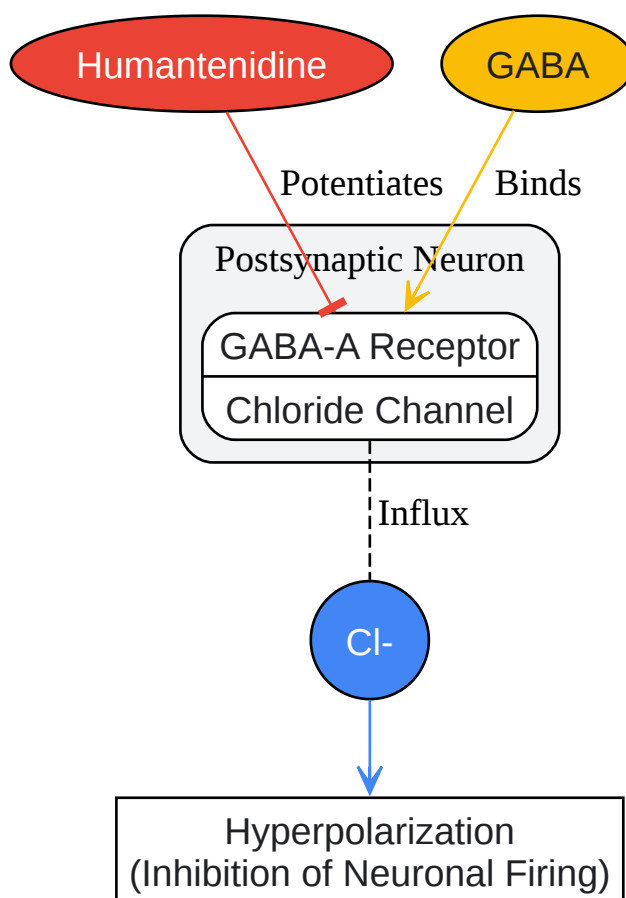 Humantenidine
GABA
Potentiates
Binds
Postsynaptic Neuron
GABA-A Receptor
Chloride Channel
Influx
Cl-
Hyperpolarization
(Inhibition of Neuronal Firing)